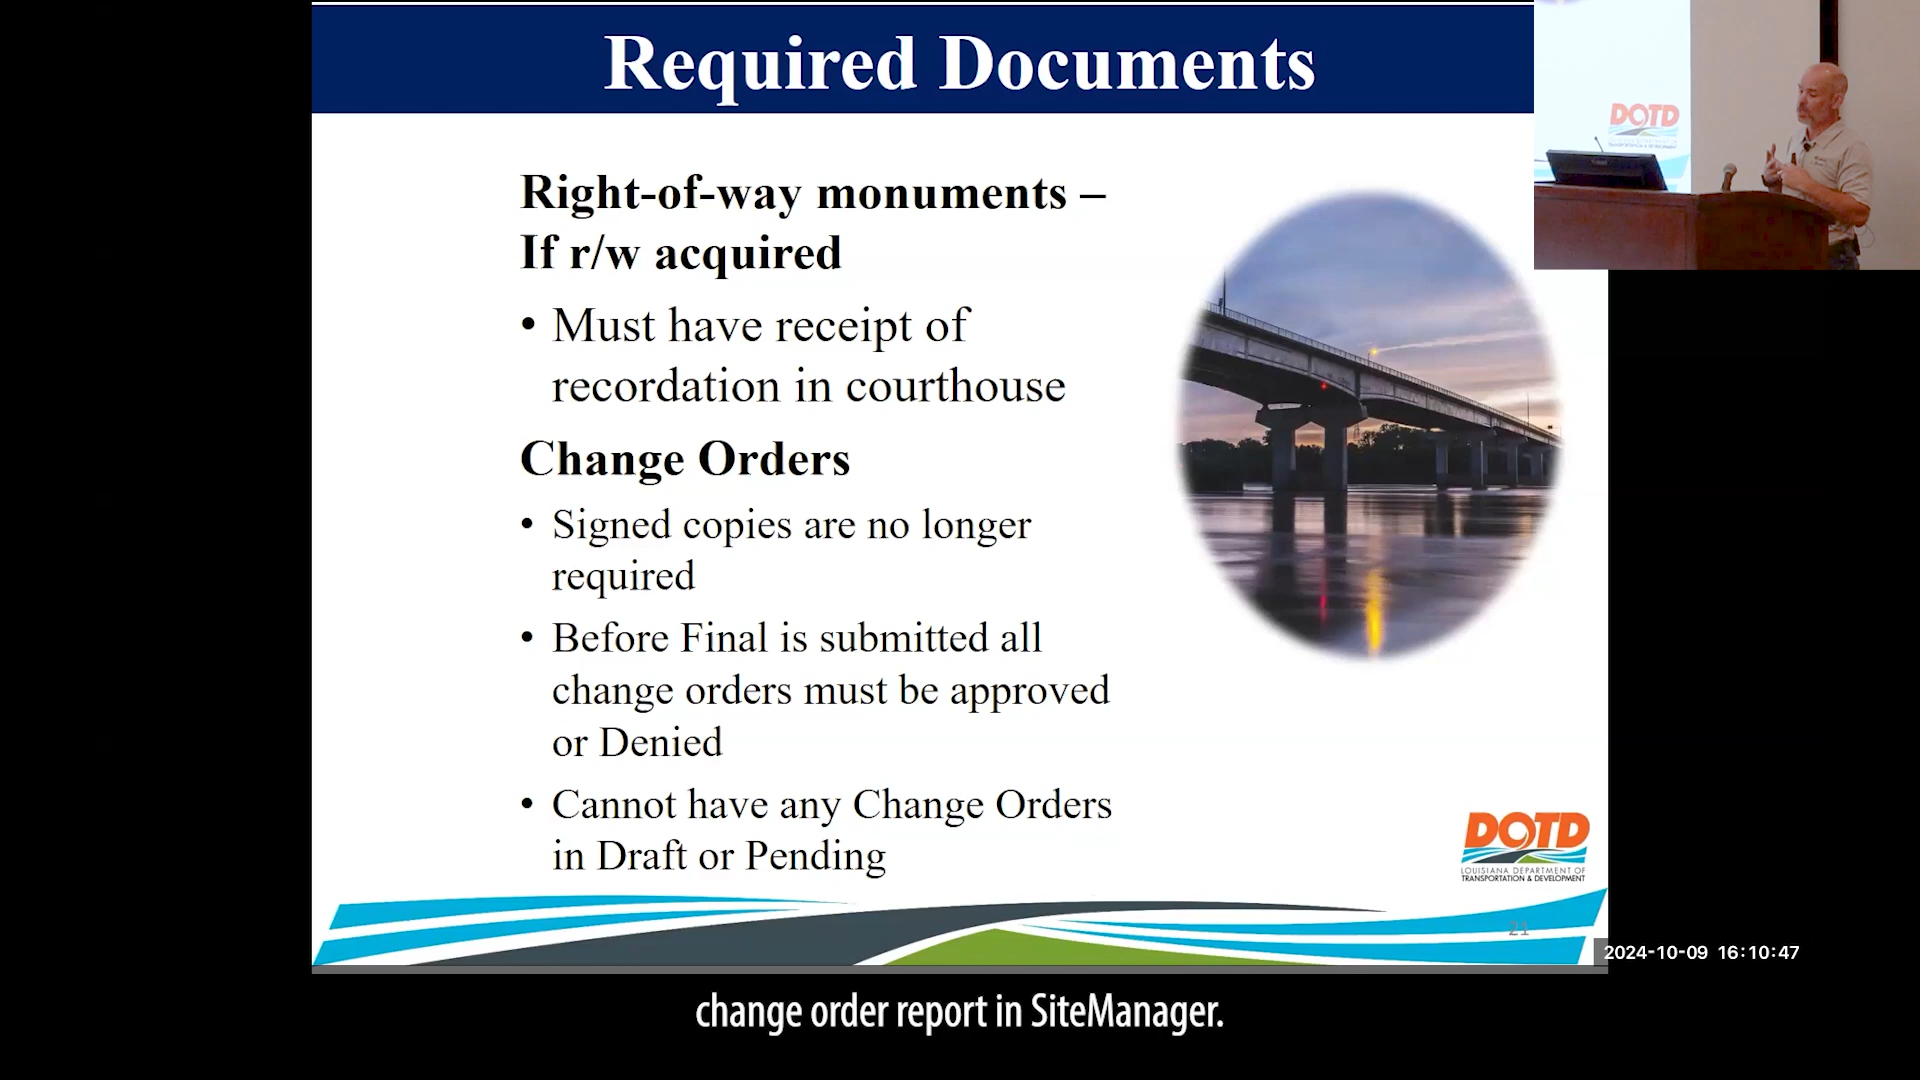 Required Documents
Right-of-way monuments –
If r/w acquired
• Must have receipt of
recordation in courthouse
Change Orders
• Signed copies are no longer
required
• Before Final is submitted all
change orders must be approved
or Denied
• Cannot have any Change Orders
in Draft or Pending
DOTD
LOUISIANA DEPARTMENT OF
TRANSPORTATION & DEVELOPMENT
21
DOTD
2024-10-09 16:10:47
change order report in SiteManager.